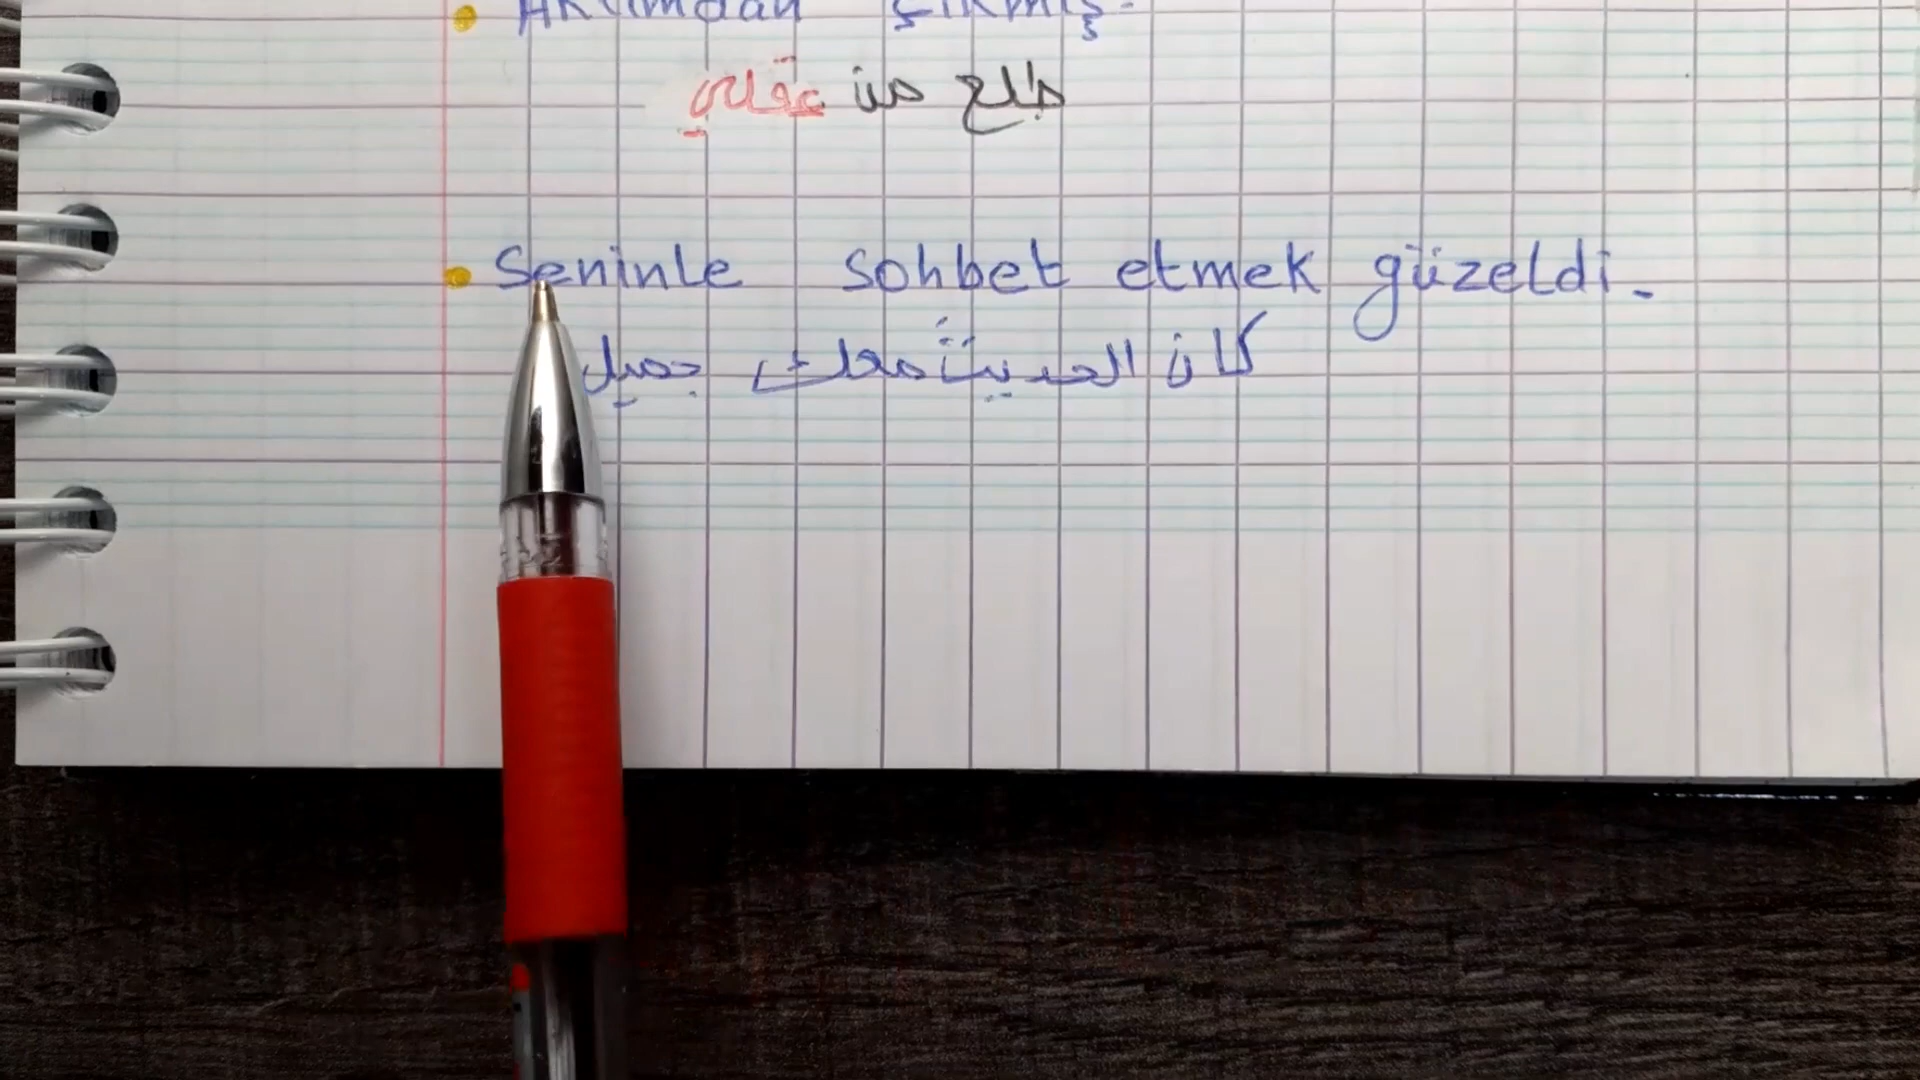 Aklımdan çıkmış.
طلع من عقلي
Seninle sohbet etmek güzeldi.
كان الحديث معك جميل